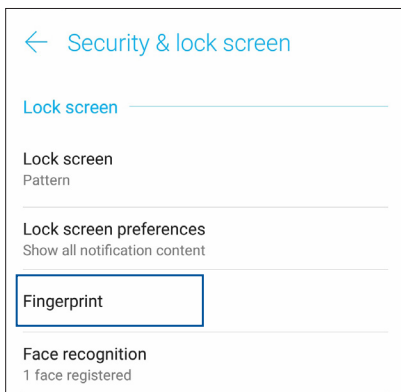 Security & lock screen
Lock screen
Lock screen
Pattern
Lock screen preferences
Show all notification content
Fingerprint
Face recognition
1 face registered